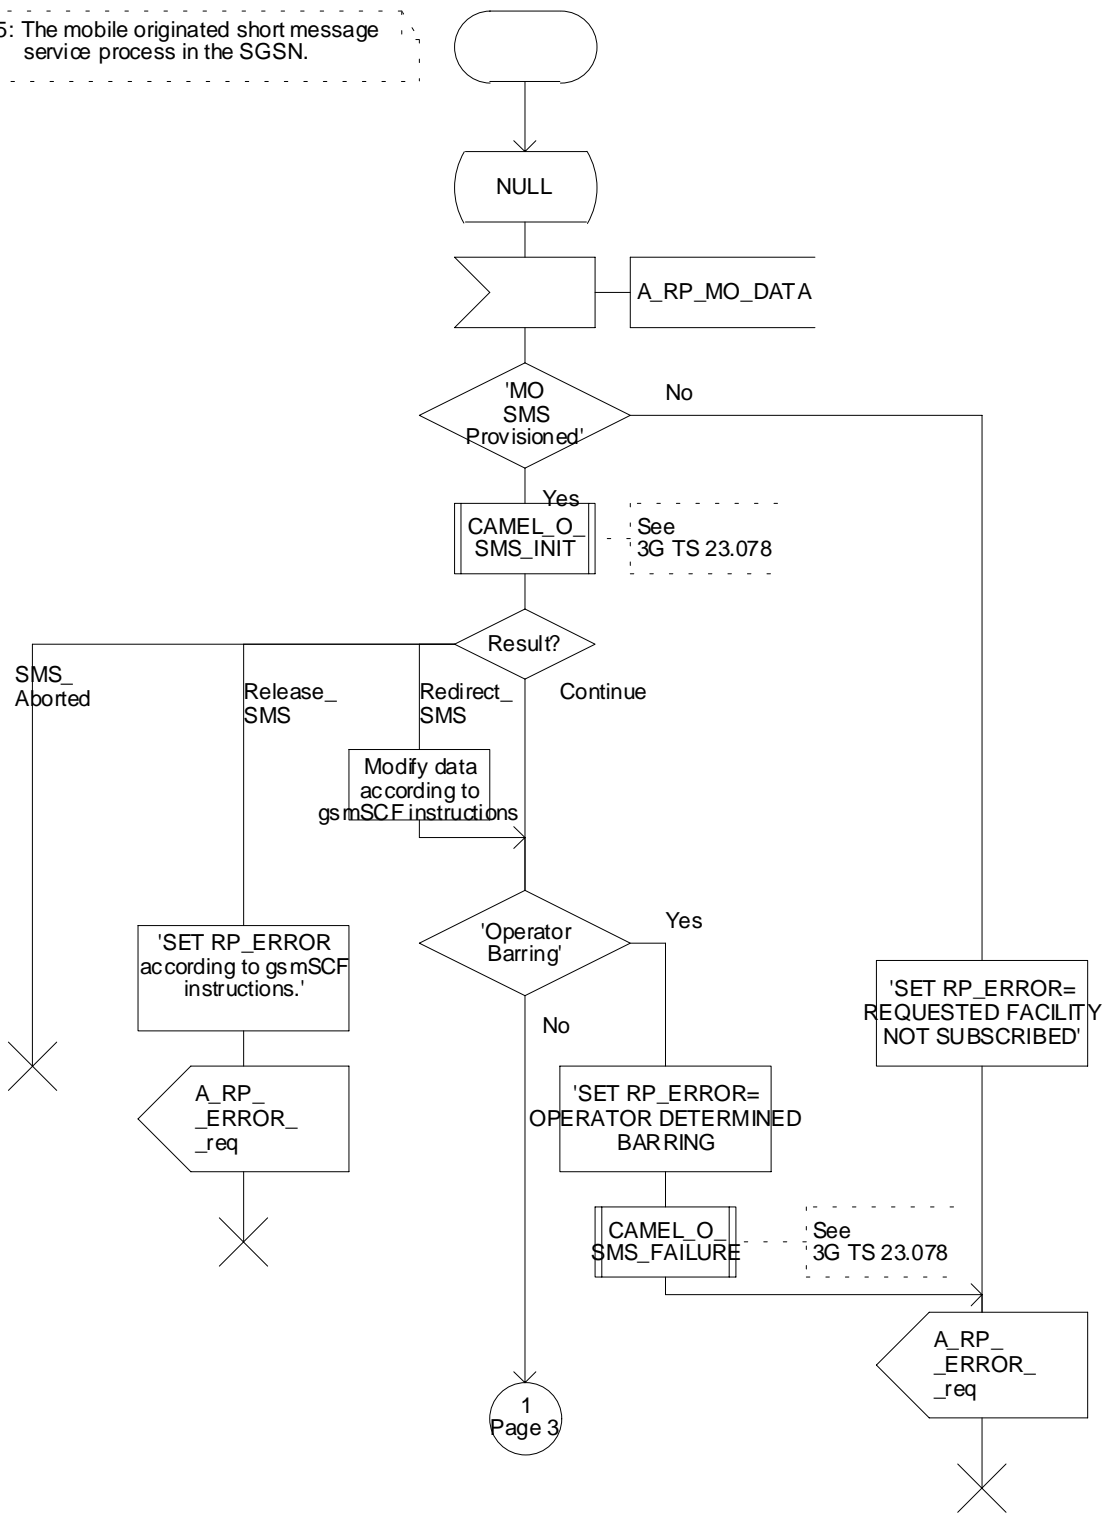 5: The mobile originated short message
service process in the SGSN.
NULL
A_RP_MO_DATA
'MO
SMS
Provisioned'
No
Yes
CAMEL_O_
SMS_INIT
See
3G TS 23.078
Result?
SMS_
Aborted
Release_
SMS
Redirect_
SMS
Continue
Modify data
according to
gsmSCF instructions
'Operator
Barring'
Yes
No
'SET RP_ERROR
according to gsmSCF
instructions.'
'SET RP_ERROR=
REQUESTED FACILITY
NOT SUBSCRIBED'
A_RP_
_ERROR_
_req
'SET RP_ERROR=
OPERATOR DETERMINED
BARRING
CAMEL_O_
SMS_FAILURE
See
3G TS 23.078
A_RP_
_ERROR_
_req
1
Page 3